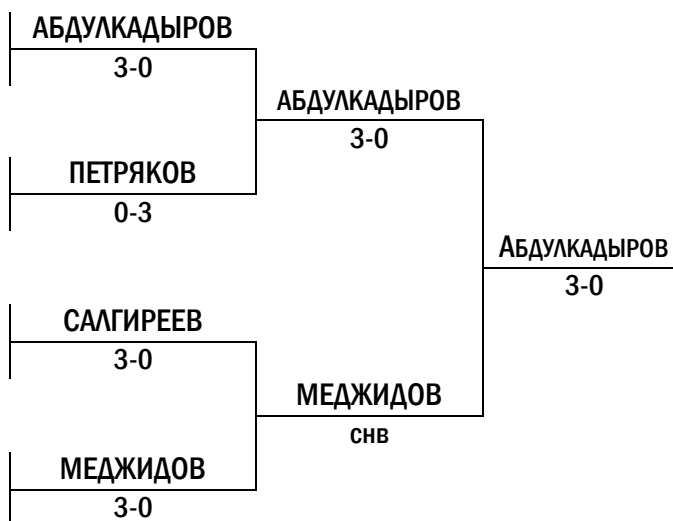 АБДУЛКАДЫРОВ
3-0
АБДУЛКАДЫРОВ
3-0
ПЕТРЯКОВ
0-3
АБДУЛКАДЫРОВ
3-0
САЛГИРЕЕВ
3-0
МЕДЖИДОВ
СНВ
МЕДЖИДОВ
3-0